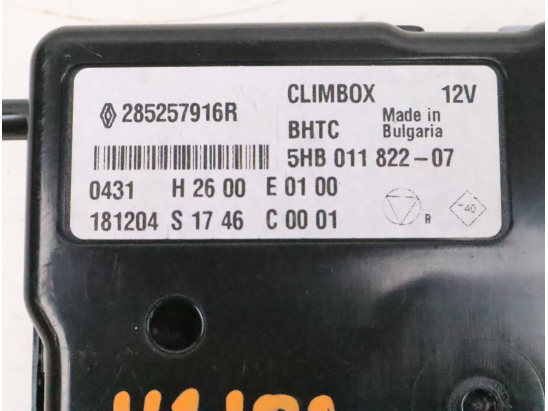 285257916R
CLIMBOX 12V
BHTC Made in Bulgaria
5HB 011 822-07
0431 H 26 00 E 01 00
181204 S 17 46 C 00 01
R -40